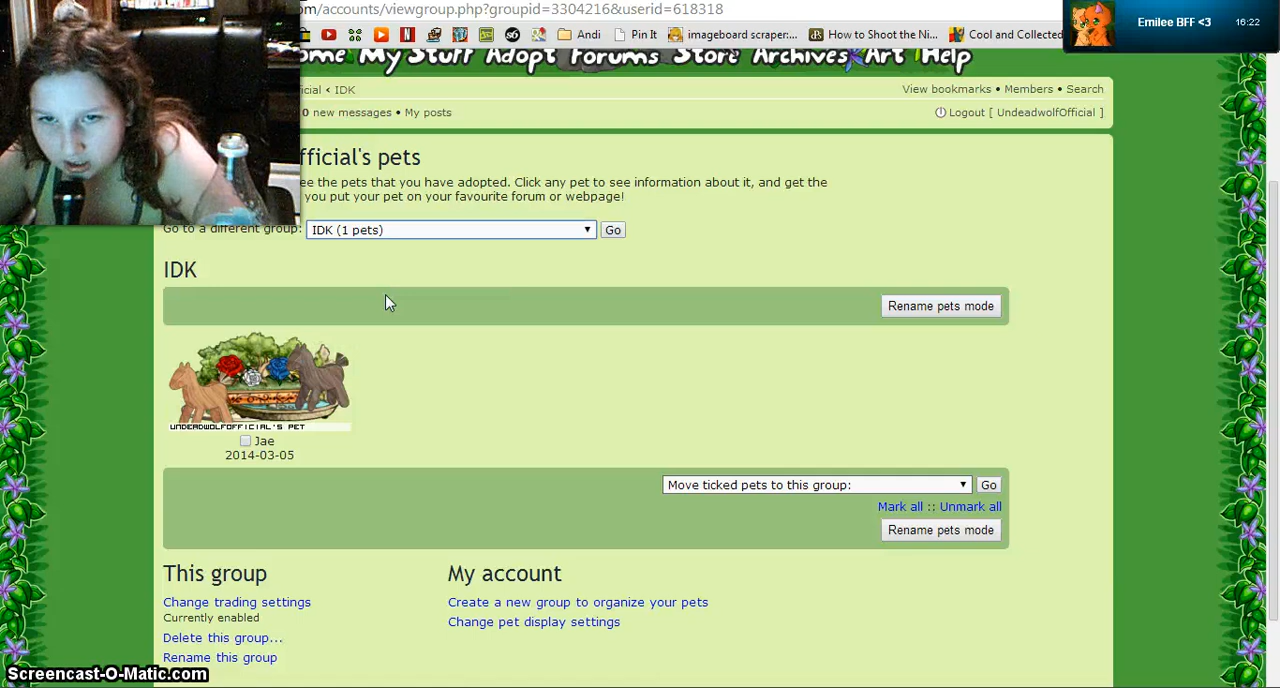 om/accounts/viewgroup.php?groupid=3304216&userid=618318
Emilee BFF <3
16:22
Andi
Pin It
imageboard scraper:...
How to Shoot the Ni...
Cool and Collected
Home My Stuff Adopt Forums Store Archives Art Help
icial < IDK
View bookmarks • Members • Search
0 new messages • My posts
Logout [ UndeadwolfOfficial ]
fficial's pets
ee the pets that you have adopted. Click any pet to see information about it, and get the
you put your pet on your favourite forum or webpage!
Go to a different group:
IDK (1 pets)
Go
IDK
Rename pets mode
UNDEADWOLFOFFICIAL'S PET
Jae
2014-03-05
Move ticked pets to this group:
Go
Mark all :: Unmark all
Rename pets mode
This group
My account
Change trading settings
Create a new group to organize your pets
Currently enabled
Change pet display settings
Delete this group...
Rename this group
Screencast-O-Matic.com